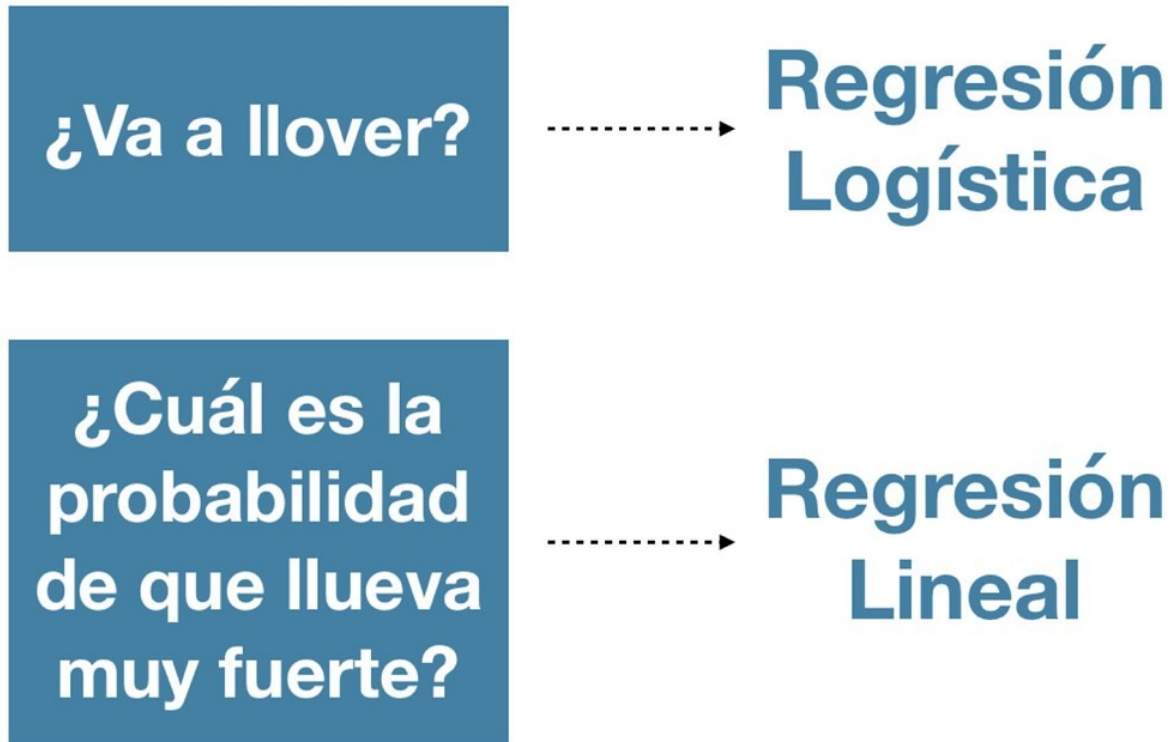 ¿Va a llover?
Regresión
Logística
¿Cuál es la
probabilidad
de que llueva
muy fuerte?
Regresión
Lineal